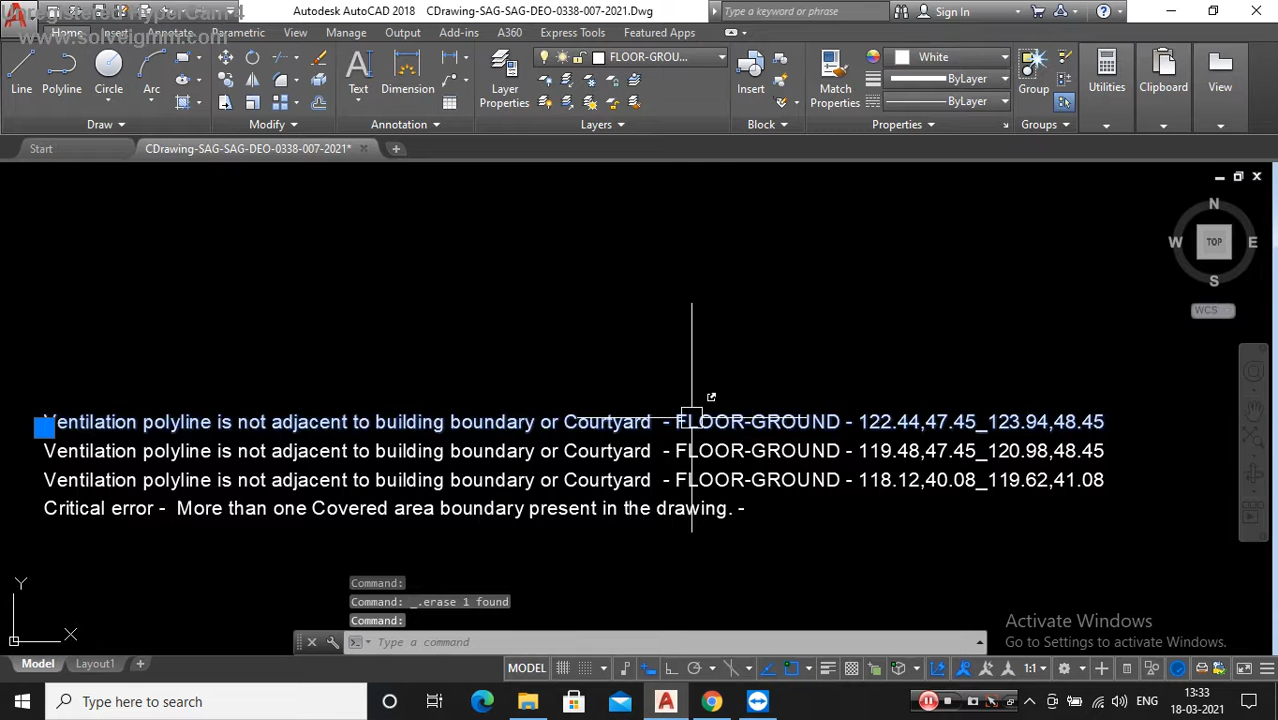 Autodesk AutoCAD 2018 CDrawing-SAG-SAG-DEO-0338-007-2021.Dwg
Type a keyword or phrase
Sign In
www.solveigmm.com
Home Annotate Parametric View Manage Output Add-ins A360 Express Tools Featured Apps
Line Polyline Circle Arc Text Dimension Layer Properties FLOOR-GROU... Insert Match Properties White ByLayer ByLayer Group Utilities Clipboard View
Draw Modify Annotation Layers Block Properties Groups
Start CDrawing-SAG-SAG-DEO-0338-007-2021*
N
W TOP E
S
WCS
Ventilation polyline is not adjacent to building boundary or Courtyard - FLOOR-GROUND - 122.44,47.45_123.94,48.45
Ventilation polyline is not adjacent to building boundary or Courtyard - FLOOR-GROUND - 119.48,47.45_120.98,48.45
Ventilation polyline is not adjacent to building boundary or Courtyard - FLOOR-GROUND - 118.12,40.08_119.62,41.08
Critical error - More than one Covered area boundary present in the drawing. -
Y
X
Command:
Command: _.erase 1 found
Command:
Type a command
Activate Windows
Go to Settings to activate Windows.
Model Layout1 MODEL 1:1
Type here to search
ENG
13:33
18-03-2021